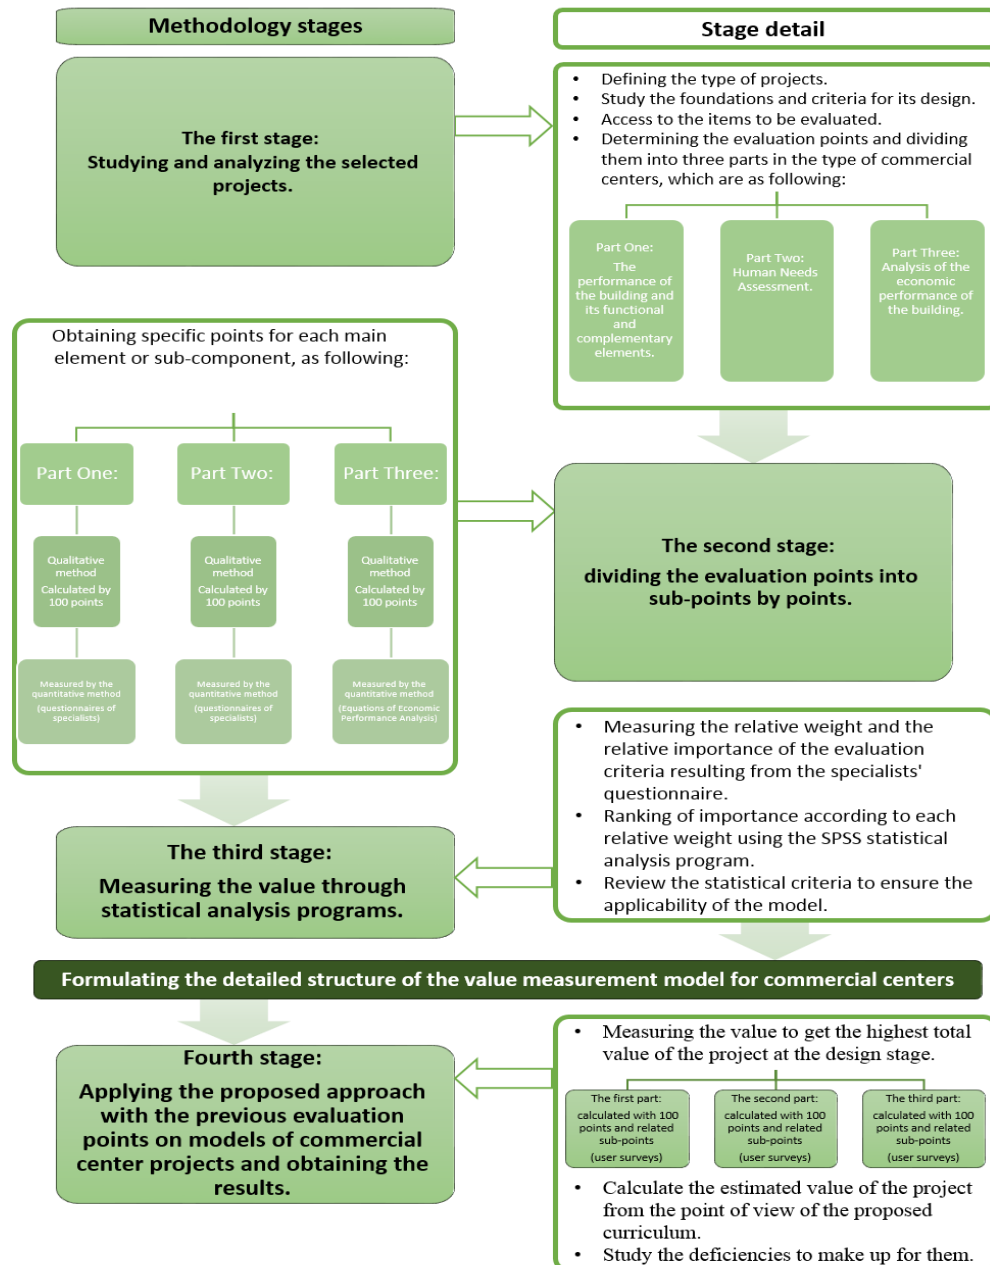 Methodology stages
Stage detail
The first stage:
Studying and analyzing the selected
projects.
• Defining the type of projects.
• Study the foundations and criteria for its design.
• Access to the items to be evaluated.
• Determining the evaluation points and dividing
them into three parts in the type of commercial
centers, which are as following:
Part One:
The
performance of
the building and
its functional
and
complementary
elements.
Part Two:
Human Needs
Assessment.
Part Three:
Analysis of the
economic
performance of
the building.
Obtaining specific points for each main
element or sub-component, as following:
Part One:
Part Two:
Part Three:
Qualitative
method
Calculated by
100 points
Qualitative
method
Calculated by
100 points
Qualitative
method
Calculated by
100 points
Measured by the
quantitative method
(questionnaires of
specialists)
Measured by the
quantitative method
(questionnaires of
specialists)
Measured by the
quantitative method
(Equations of Economic
Performance Analysis)
The second stage:
dividing the evaluation points into
sub-points by points.
• Measuring the relative weight and the
relative importance of the evaluation
criteria resulting from the specialists'
questionnaire.
• Ranking of importance according to each
relative weight using the SPSS statistical
analysis program.
• Review the statistical criteria to ensure the
applicability of the model.
The third stage:
Measuring the value through
statistical analysis programs.
Formulating the detailed structure of the value measurement model for commercial centers
Fourth stage:
Applying the proposed approach
with the previous evaluation
points on models of commercial
center projects and obtaining the
results.
• Measuring the value to get the highest total
value of the project at the design stage.
The first part:
calculated with 100
points and related
sub-points
(user surveys)
The second part:
calculated with 100
points and related
sub-points
(user surveys)
The third part:
calculated with 100
points and related
sub-points
(user surveys)
• Calculate the estimated value of the project
from the point of view of the proposed
curriculum.
• Study the deficiencies to make up for them.